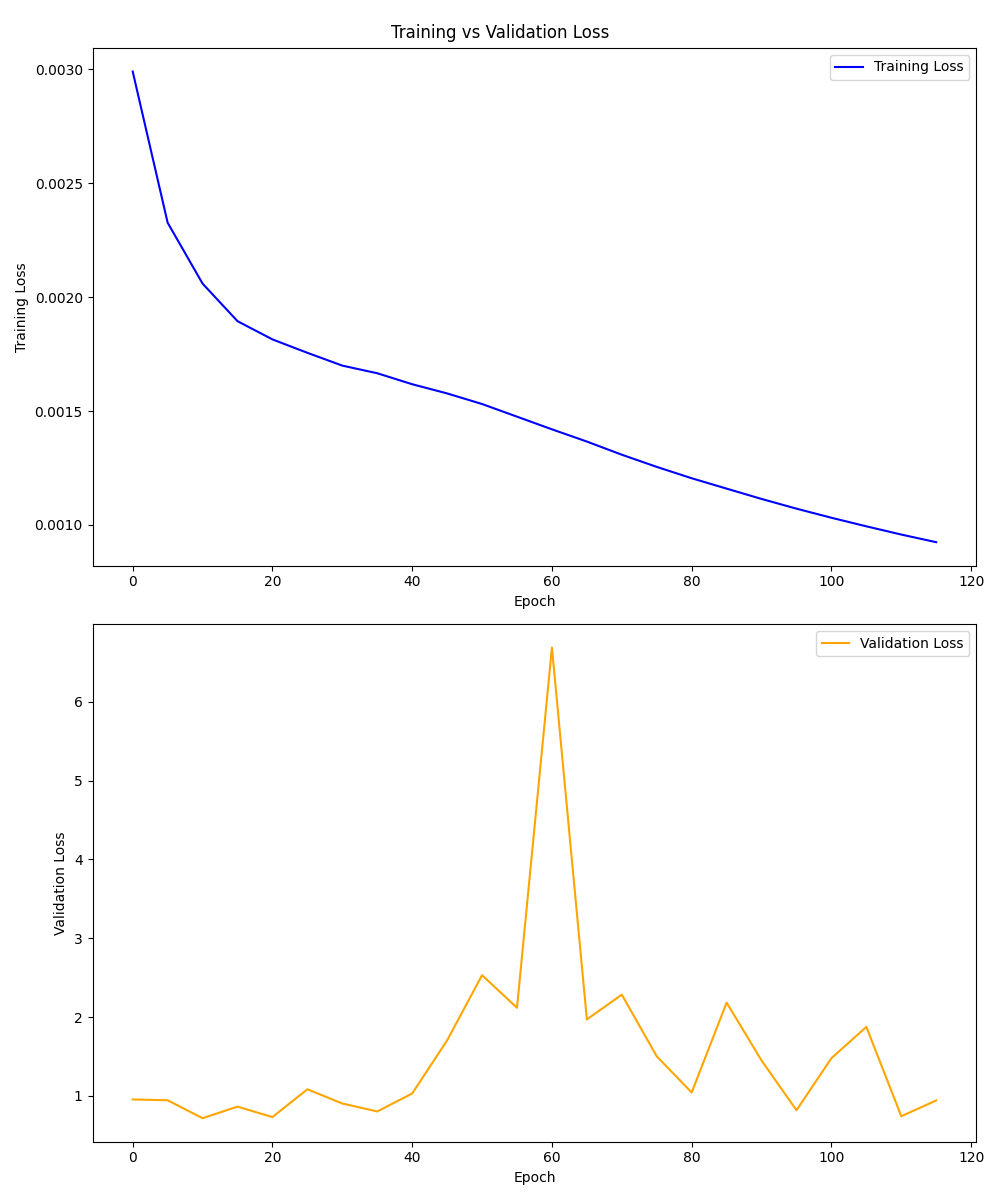 Training vs Validation Loss
Training Loss
0.0030
0.0025
0.0020
0.0015
0.0010
Training Loss
0 20 40 60 80 100 120
Epoch
Validation Loss
6
5
4
3
2
1
Validation Loss
0 20 40 60 80 100 120
Epoch